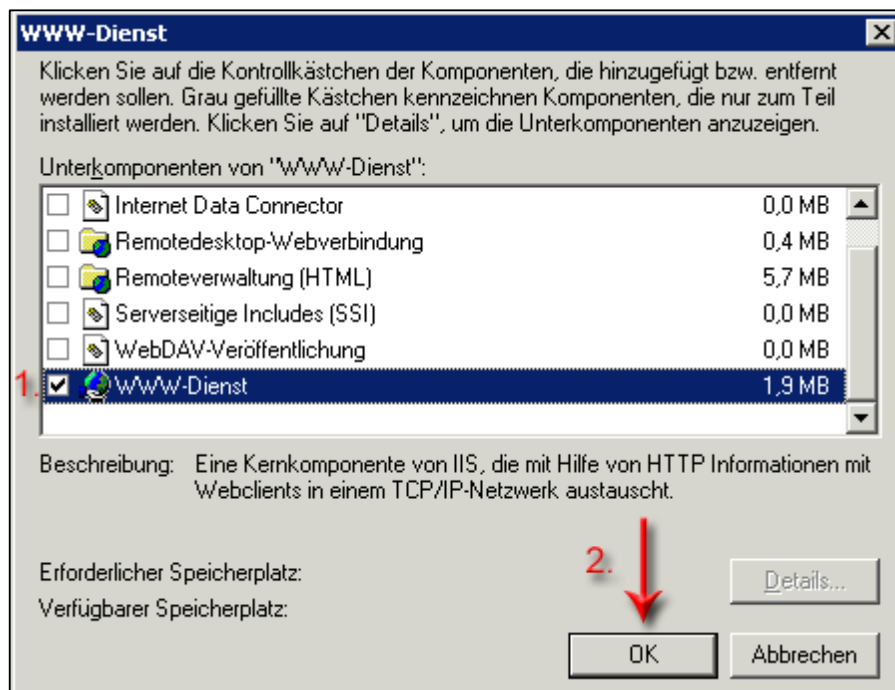 WWW-Dienst
Klicken Sie auf die Kontrollkästchen der Komponenten, die hinzugefügt bzw. entfernt
werden sollen. Grau gefüllte Kästchen kennzeichnen Komponenten, die nur zum Teil
installiert werden. Klicken Sie auf "Details", um die Unterkomponenten anzuzeigen.
Unterkomponenten von "WWW-Dienst":
Internet Data Connector 0,0 MB
Remotedesktop-Webverbindung 0,4 MB
Remoteverwaltung (HTML) 5,7 MB
Serverseitige Includes (SSI) 0,0 MB
WebDAV-Veröffentlichung 0,0 MB
1. WWW-Dienst 1,9 MB
Beschreibung: Eine Kernkomponente von IIS, die mit Hilfe von HTTP Informationen mit
Webclients in einem TCP/IP-Netzwerk austauscht.
2.
Erforderlicher Speicherplatz:
Details...
Verfügbarer Speicherplatz:
OK Abbrechen